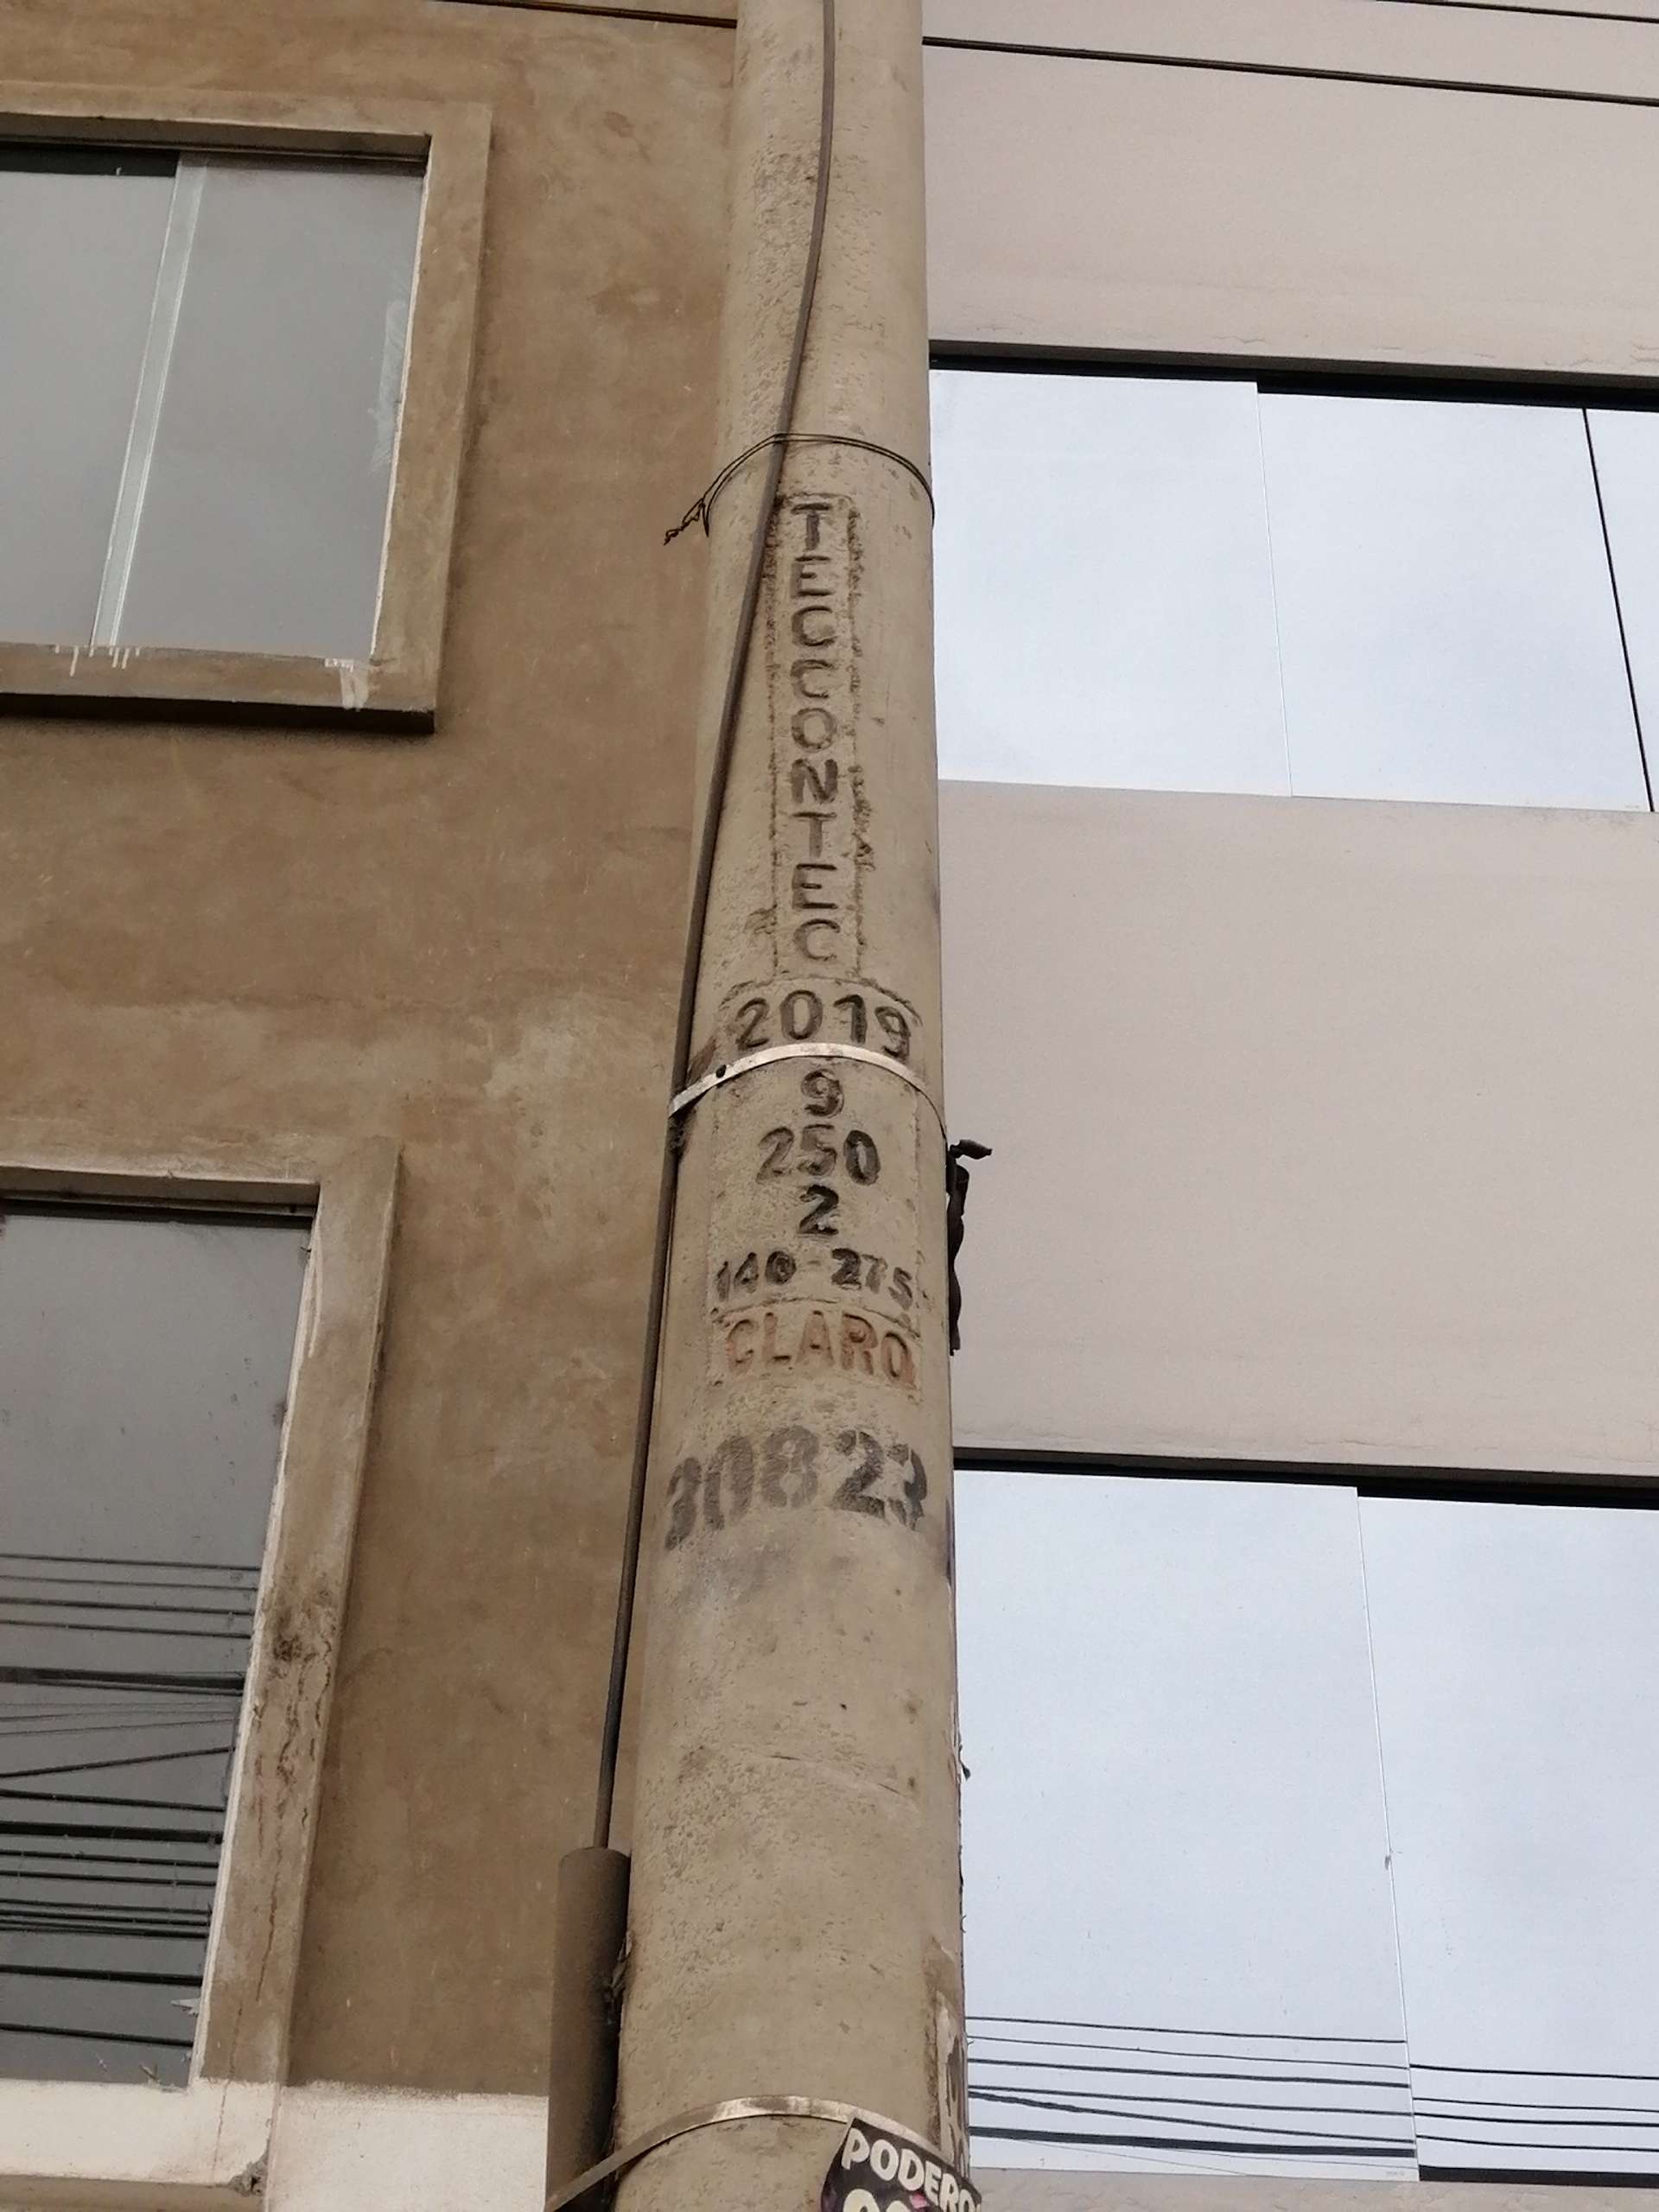 TECCONTEC
2019
9
250
2
140-275
CLARO
30823
PODERO